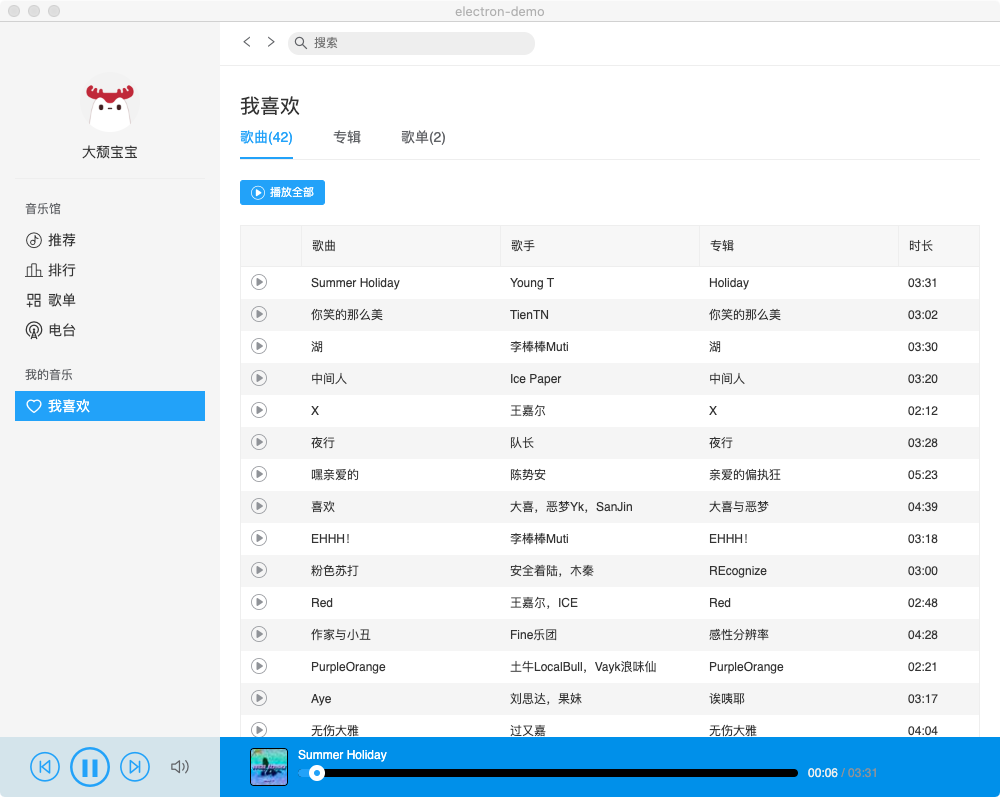 electron-demo
搜索
大颓宝宝
音乐馆
推荐
排行
歌单
电台
我的音乐
我喜欢
我喜欢
歌曲(42) 专辑 歌单(2)
播放全部
歌曲 歌手 专辑 时长
Summer Holiday Young T Holiday 03:31
你笑的那么美 TienTN 你笑的那么美 03:02
湖 李棒棒Muti 湖 03:30
中间人 Ice Paper 中间人 03:20
X 王嘉尔 X 02:12
夜行 队长 夜行 03:28
嘿亲爱的 陈势安 亲爱的偏执狂 05:23
喜欢 大喜，恶梦Yk，SanJin 大喜与恶梦 04:39
EHHH! 李棒棒Muti EHHH! 03:18
粉色苏打 安全着陆，木秦 REcognize 03:00
Red 王嘉尔，ICE Red 02:48
作家与小丑 Fine乐团 感性分辨率 04:28
PurpleOrange 土牛LocalBull，Vayk浪味仙 PurpleOrange 02:21
Aye 刘思达，果妹 诶咦耶 03:17
无伤大雅 过又嘉 无伤大雅 04:04
Summer Holiday
00:06 / 03:31